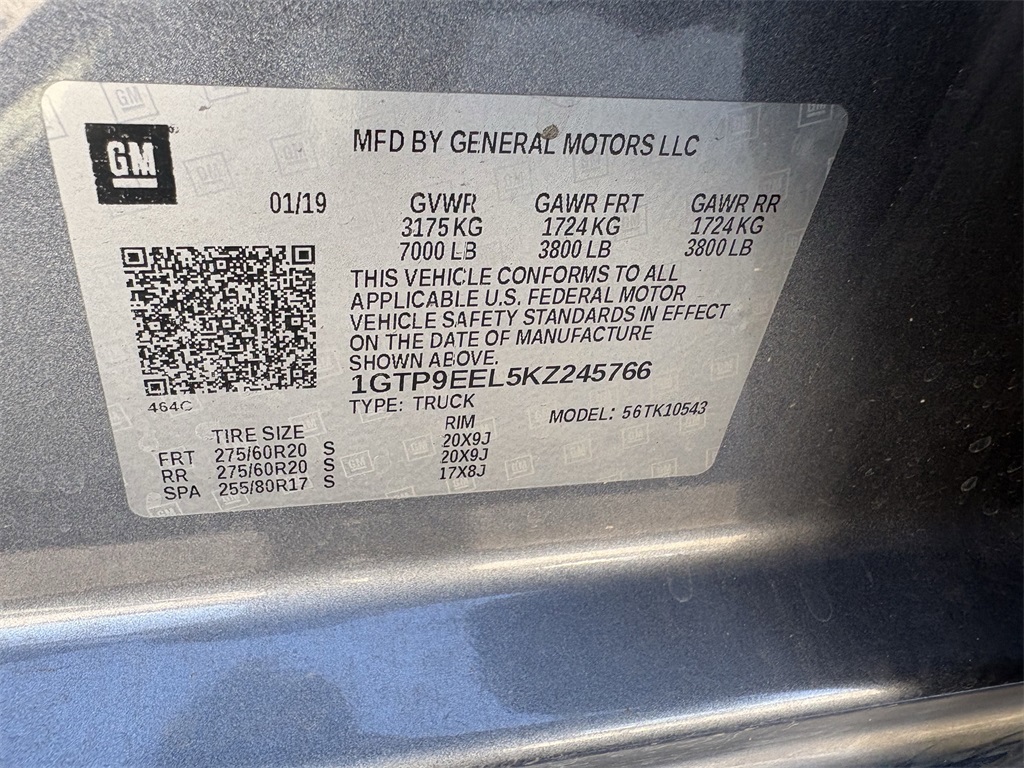 GM
MFD BY GENERAL MOTORS LLC
01/19 GVWR GAWR FRT GAWR RR
3175 KG 1724 KG 1724 KG
7000 LB 3800 LB 3800 LB
THIS VEHICLE CONFORMS TO ALL
APPLICABLE U.S. FEDERAL MOTOR
VEHICLE SAFETY STANDARDS IN EFFECT
ON THE DATE OF MANUFACTURE
SHOWN ABOVE.
1GTP9EEL5KZ245766
464C
TYPE: TRUCK MODEL: 56TK10543
TIRE SIZE RIM
FRT 275/60R20 S 20X9J
RR 275/60R20 S 20X9J
SPA 255/80R17 S 17X8J